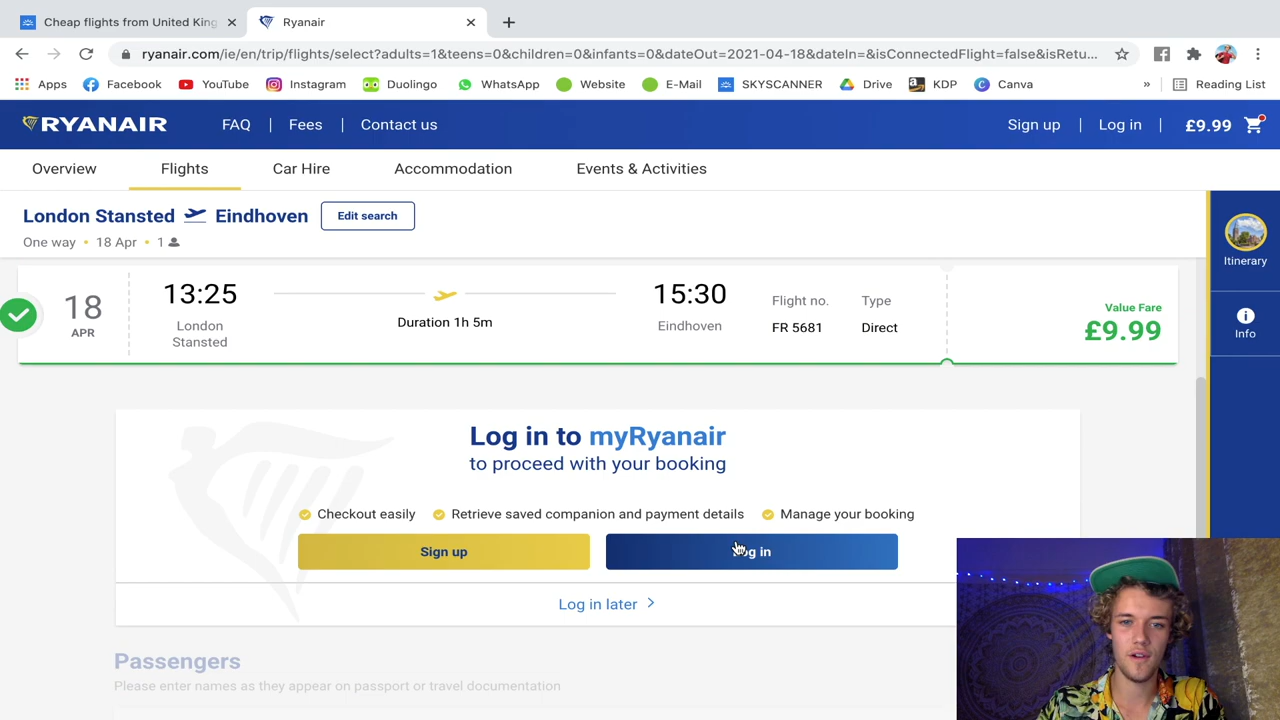 Cheap flights from United King
Ryanair
ryanair.com/ie/en/trip/flights/select?adults=1&teens=0&children=0&infants=0&dateOut=2021-04-18&dateIn=&isConnectedFlight=false&isRetu...
Apps Facebook YouTube Instagram Duolingo WhatsApp Website E-Mail SKYSCANNER Drive KDP Canva » Reading List
RYANAIR FAQ | Fees | Contact us Sign up | Log in | £9.99
Overview Flights Car Hire Accommodation Events & Activities
London Stansted Eindhoven Edit search
One way • 18 Apr • 1
Itinerary
Info
18
APR
13:25
London
Stansted
Duration 1h 5m
15:30
Eindhoven
Flight no.
FR 5681
Type
Direct
Value Fare
£9.99
Log in to myRyanair
to proceed with your booking
Checkout easily Retrieve saved companion and payment details Manage your booking
Sign up
in
Log in later
Passengers
Please enter names as they appear on passport or travel documentation